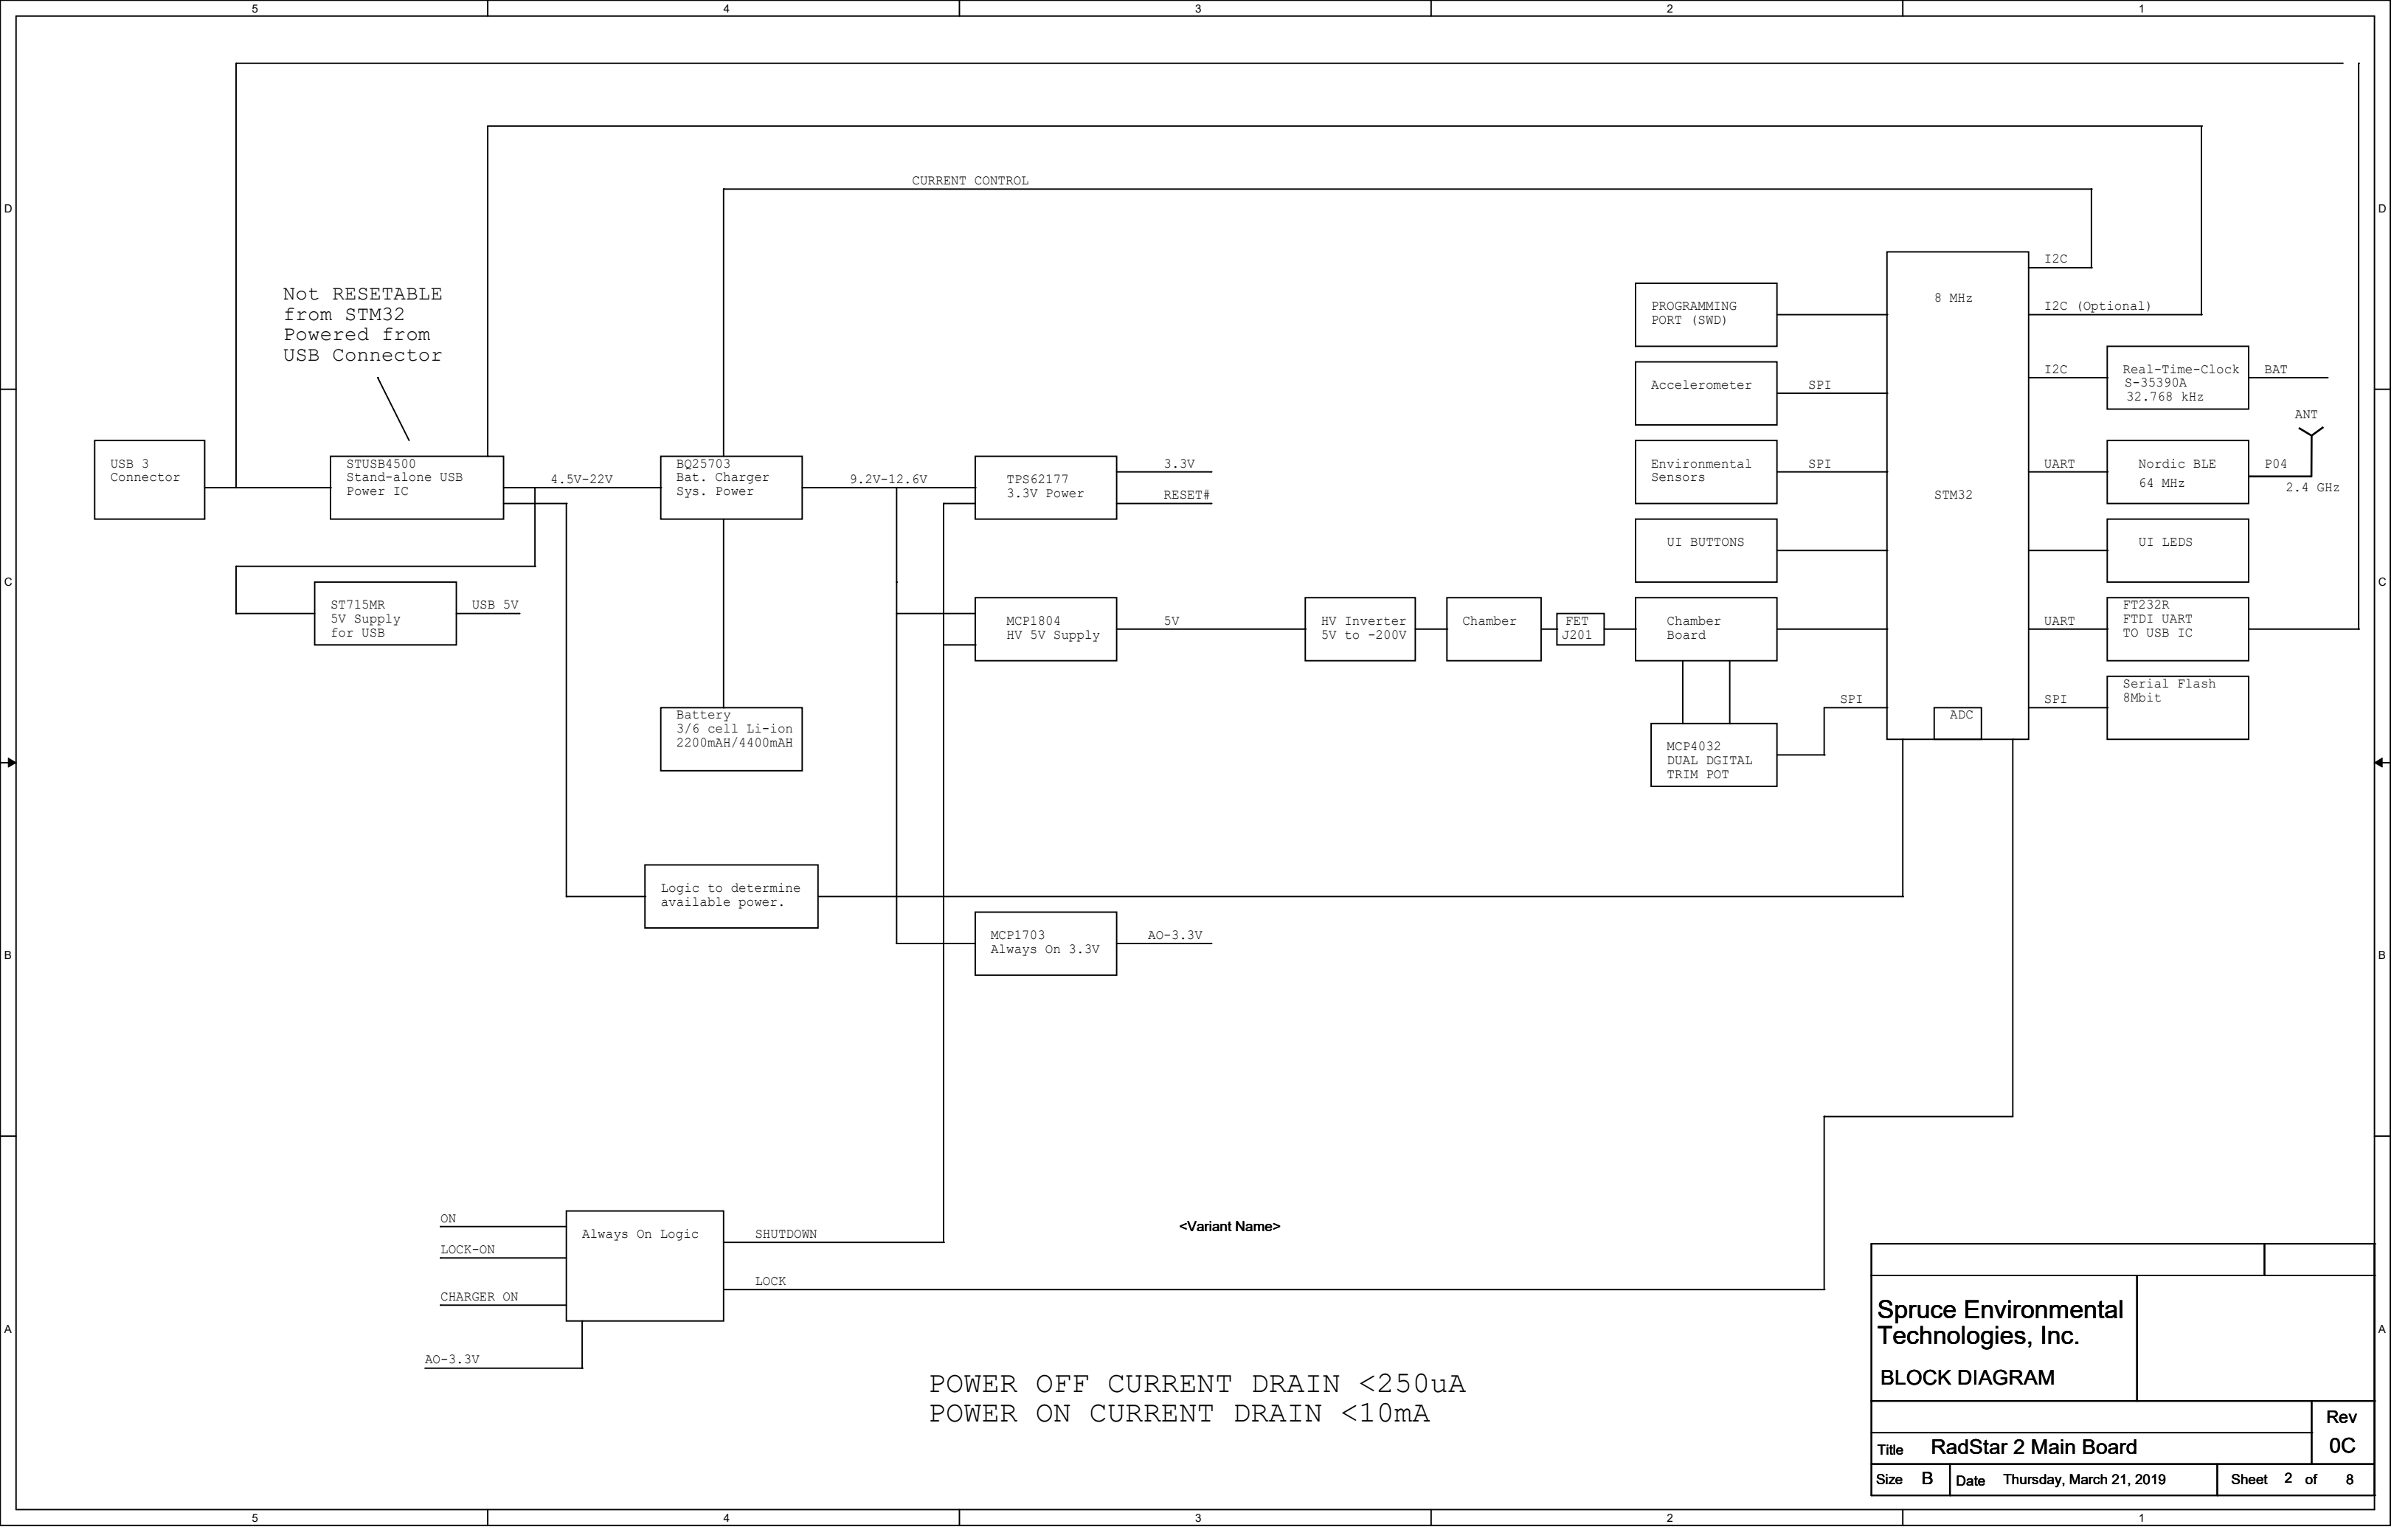 5 4 3 2 1
D
D
C
C
B
B
A
A
CURRENT CONTROL
Not RESETABLE
from STM32
Powered from
USB Connector
USB 3
Connector
STUSB4500
Stand-alone USB
Power IC
4.5V-22V
BQ25703
Bat. Charger
Sys. Power
9.2V-12.6V
TPS62177
3.3V Power
3.3V
RESET#
ST715MR
5V Supply
for USB
USB 5V
MCP1804
HV 5V Supply
5V
HV Inverter
5V to -200V
Chamber
FET
J201
Chamber
Board
Battery
3/6 cell Li-ion
2200mAH/4400mAH
PROGRAMMING
PORT (SWD)
Accelerometer
SPI
Environmental
Sensors
SPI
UI BUTTONS
MCP4032
DUAL DGITAL
TRIM POT
SPI
8 MHz
STM32
ADC
I2C
I2C (Optional)
I2C
Real-Time-Clock
S-35390A
32.768 kHz
BAT
ANT
UART
Nordic BLE
64 MHz
P04
2.4 GHz
UI LEDS
UART
FT232R
FTDI UART
TO USB IC
SPI
Serial Flash
8Mbit
Logic to determine
available power.
MCP1703
Always On 3.3V
AO-3.3V
ON
LOCK-ON
CHARGER ON
AO-3.3V
Always On Logic
SHUTDOWN
LOCK
<Variant Name>
POWER OFF CURRENT DRAIN <250uA
POWER ON CURRENT DRAIN <10mA
Spruce Environmental
Technologies, Inc.
BLOCK DIAGRAM
Rev
0C
Title RadStar 2 Main Board
Size B Date Thursday, March 21, 2019 Sheet 2 of 8
5 4 3 2 1